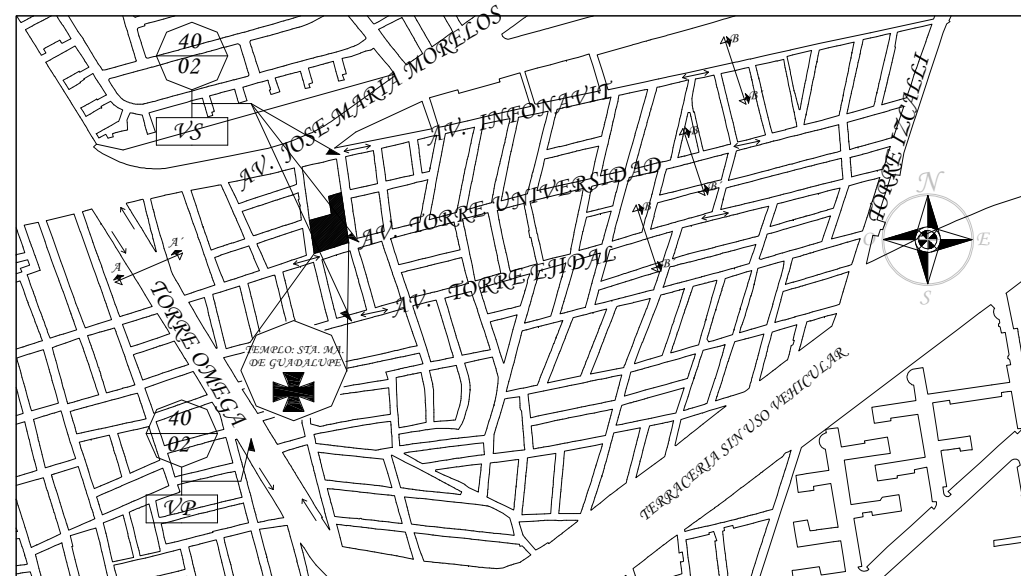 40
02
VS
AV. JOSE MARIA MORELOS
AV. INFONAVIT
AV. TORRE UNIVERSIDAD
AV. TORRE EJIDAL
TORRE IZCALLI
B
B
B
B
B
B
N
O
E
S
A
A'
TORRE OMEGA
TEMPLO: STA. MA.
DE GUADALUPE
40
02
VP
TERRACERIA SIN USO VEHICULAR